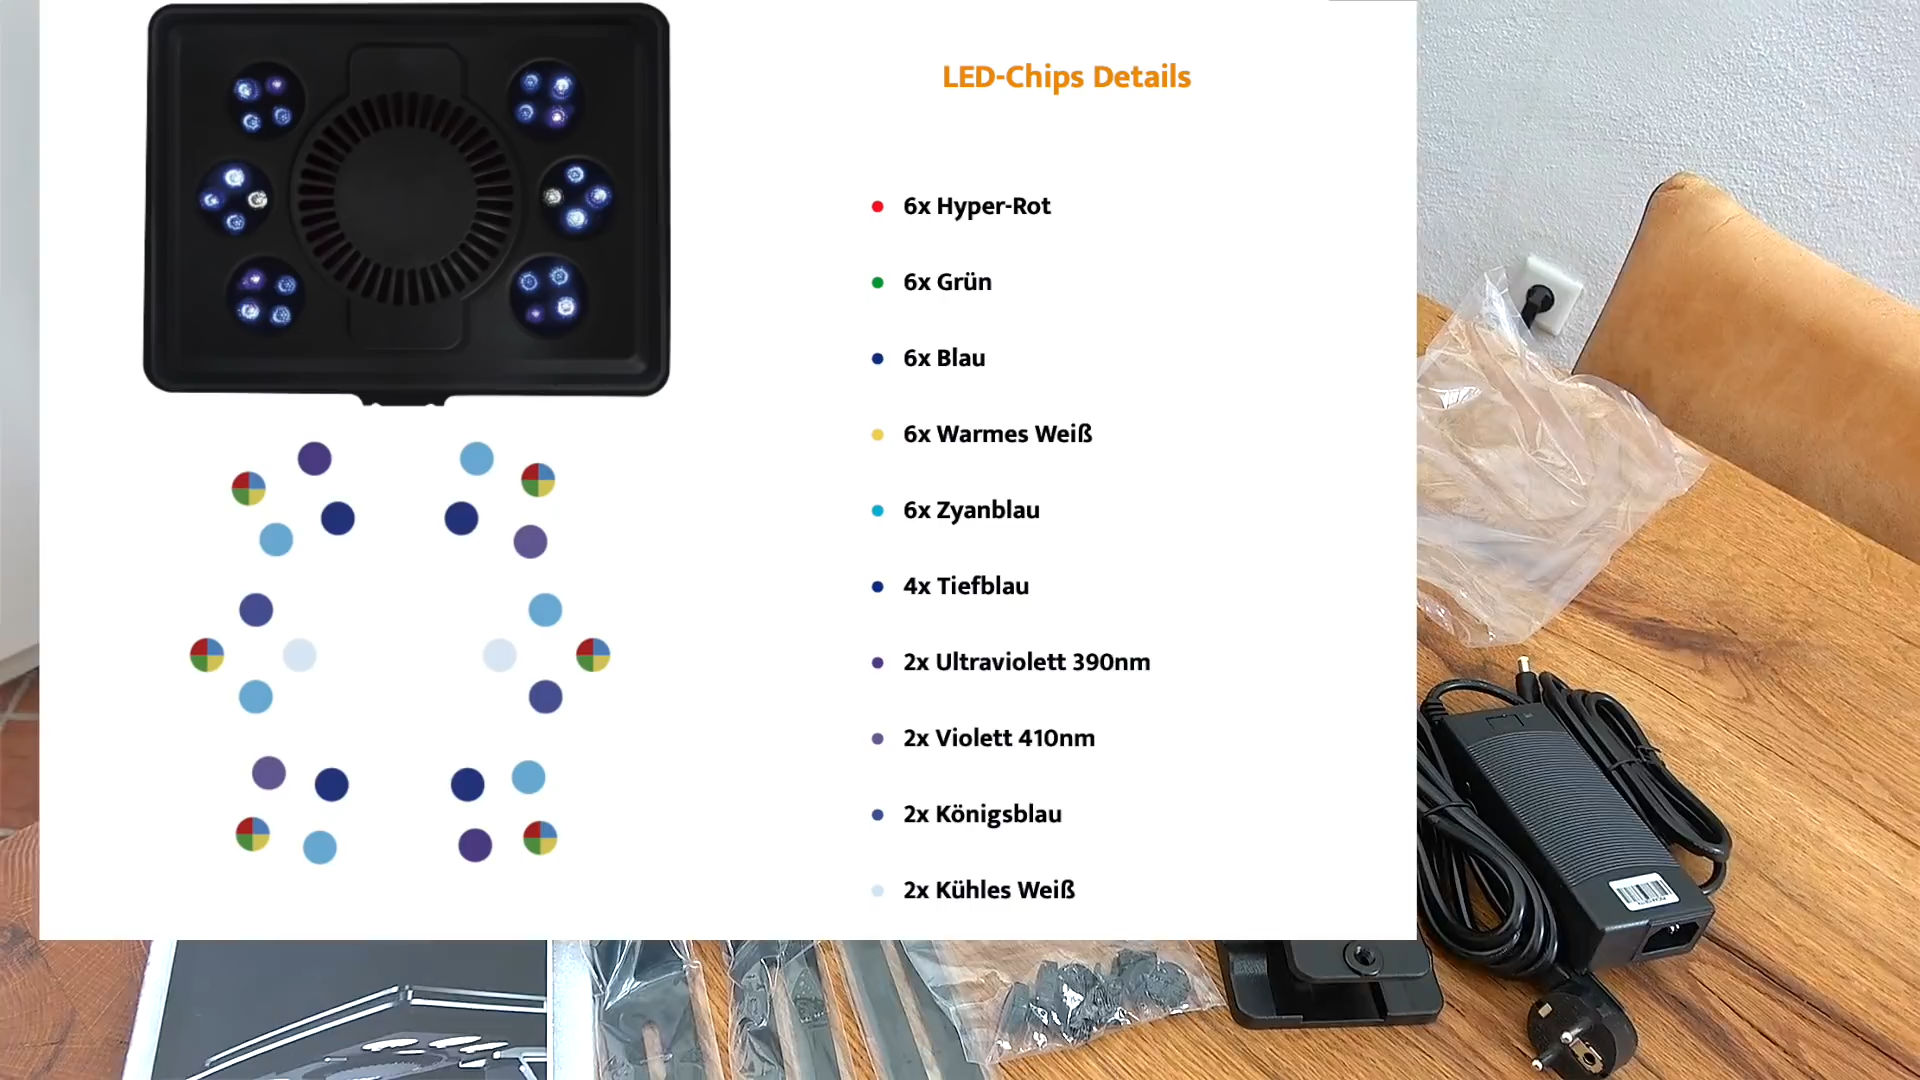 LED-Chips Details
6x Hyper-Rot
6x Grün
6x Blau
6x Warmes Weiß
6x Zyanblau
4x Tiefblau
2x Ultraviolett 390nm
2x Violett 410nm
2x Königsblau
2x Kühles Weiß